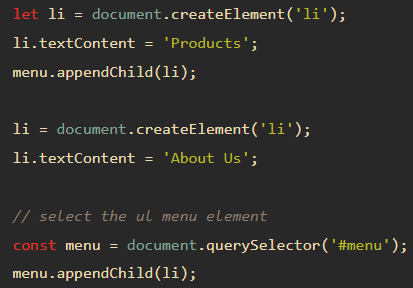 let li = document.createElement('li');
li.textContent = 'Products';
menu.appendChild(li);
li = document.createElement('li');
li.textContent = 'About Us';
// select the ul menu element
const menu = document.querySelector('#menu');
menu.appendChild(li);